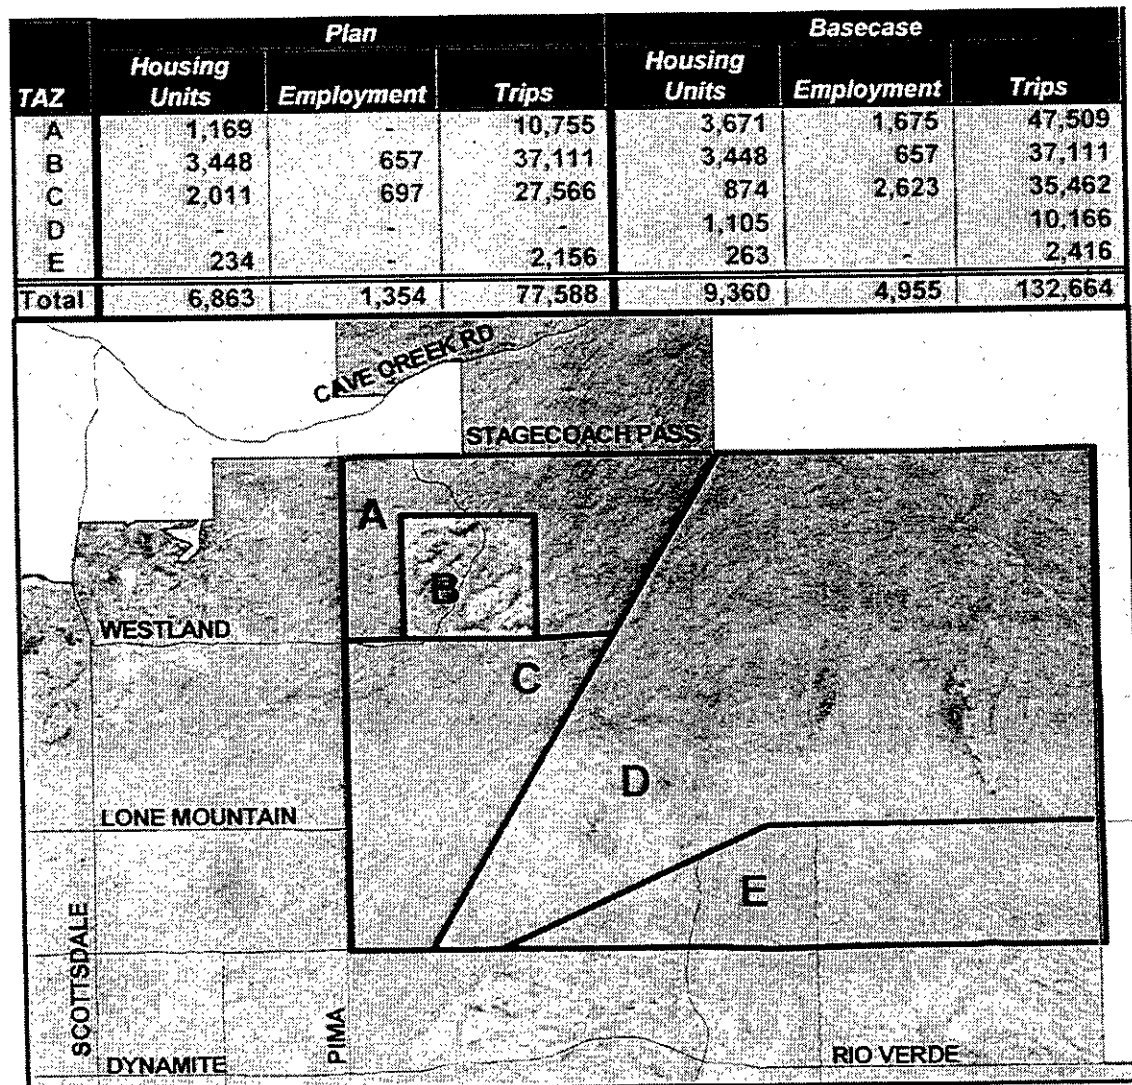 Plan Basecase
TAZ Housing Units Employment Trips Housing Units Employment Trips
A 1,169 - 10,755 3,671 1,675 47,509
B 3,448 657 37,111 3,448 657 37,111
C 2,011 697 27,566 874 2,623 35,462
D - - - 1,105 - 10,166
E 234 - 2,156 263 - 2,416
Total 6,863 1,354 77,588 9,360 4,955 132,664
CAVE CREEK RD
STAGECOACH PASS
A
B
WESTLAND
C
D
LONE MOUNTAIN
E
SCOTTSDALE
PIMA
DYNAMITE
RIO VERDE